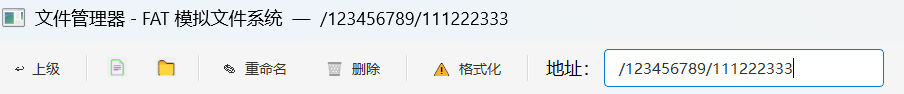 文件管理器 - FAT 模拟文件系统 — /123456789/111222333
上级 重命名 删除 格式化 地址: /123456789/111222333